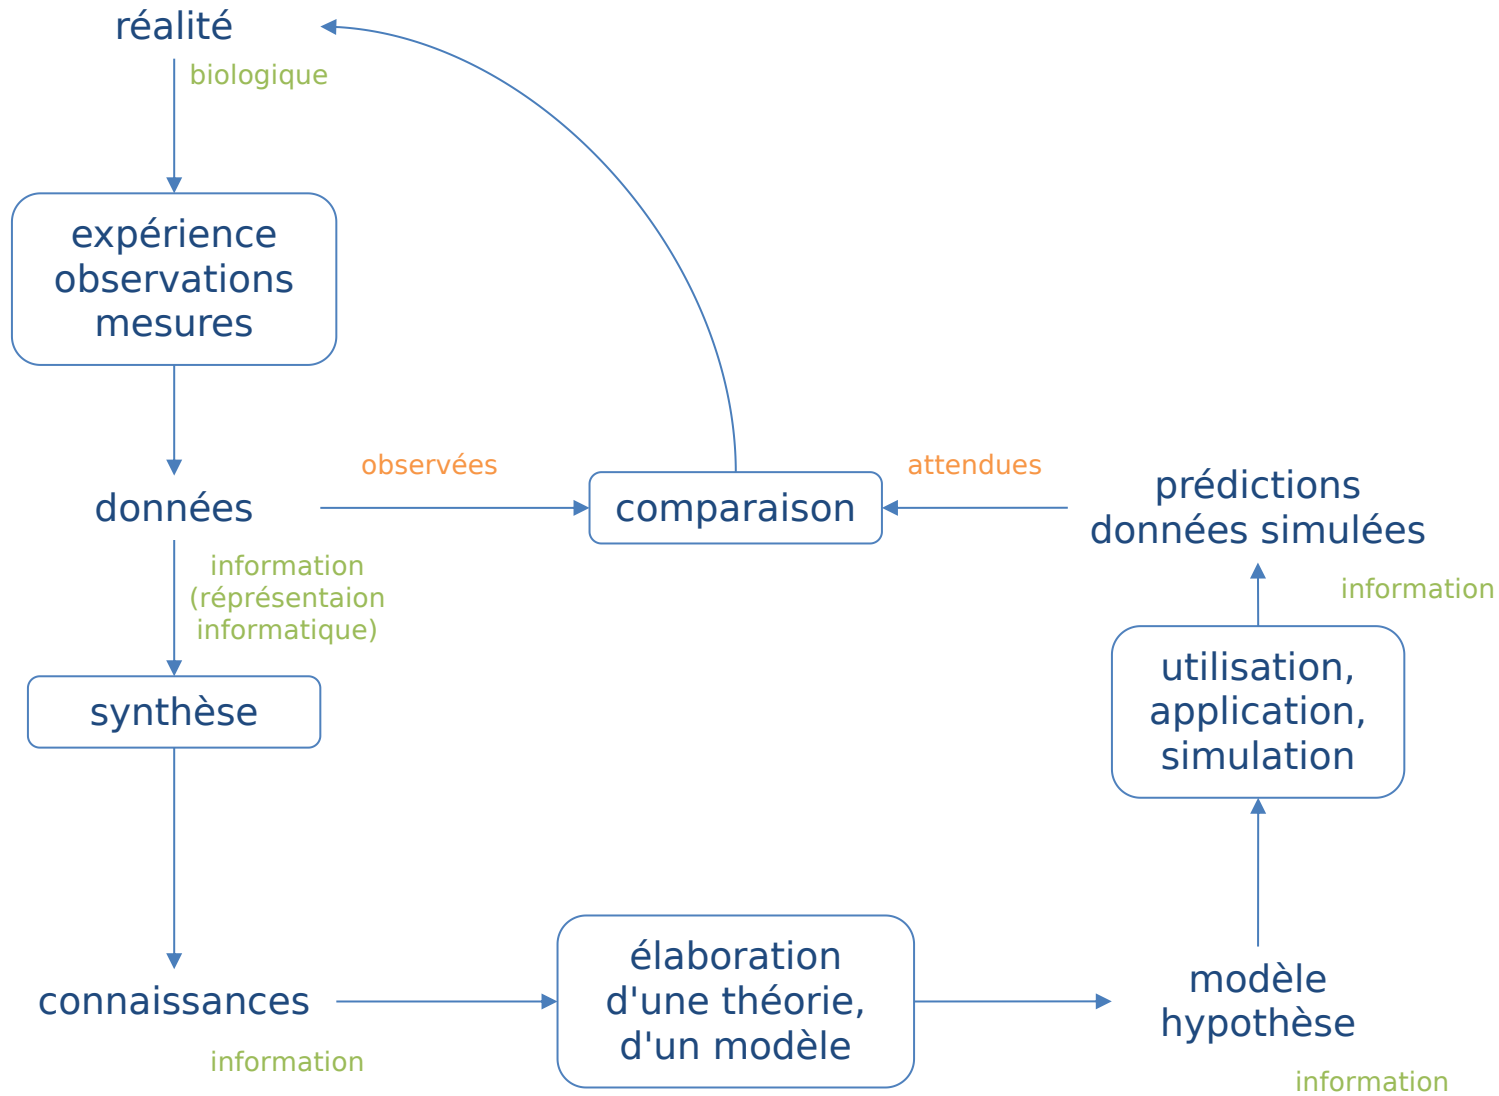 réalité
biologique
expérience
observations
mesures
données
observées
comparaison
attendues
prédictions
données simulées
information
information
(réprésentaion
informatique)
synthèse
utilisation,
application,
simulation
connaissances
information
élaboration
d'une théorie,
d'un modèle
modèle
hypothèse
information